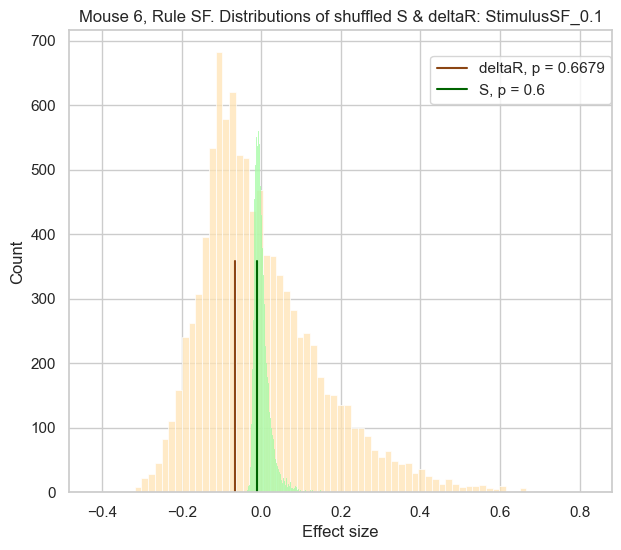 Mouse 6, Rule SF. Distributions of shuffled S & deltaR: StimulusSF_0.1
700
600
500
400
300
200
100
0
Count
deltaR, p = 0.6679
S, p = 0.6
−0.4 −0.2 0.0 0.2 0.4 0.6 0.8
Effect size